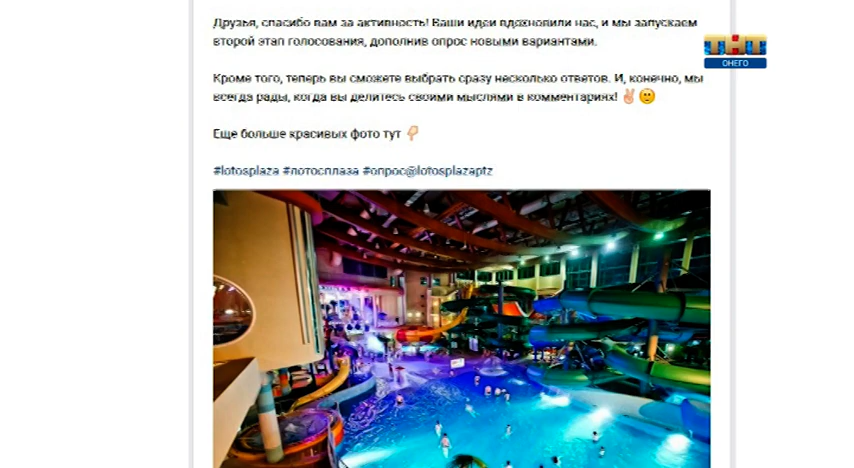 Друзья, спасибо вам за активность! Ваши идеи вдохновили нас, и мы запускаем
второй этап голосования, дополнив опрос новыми вариантами.
Кроме того, теперь вы сможете выбрать сразу несколько ответов. И, конечно, мы
всегда рады, когда вы делитесь своими мыслями в комментариях!
Еще больше красивых фото тут
#lotosplaza #лотосплаза #опрос@lotosplazaptz
ТНТ
ОНЕГО